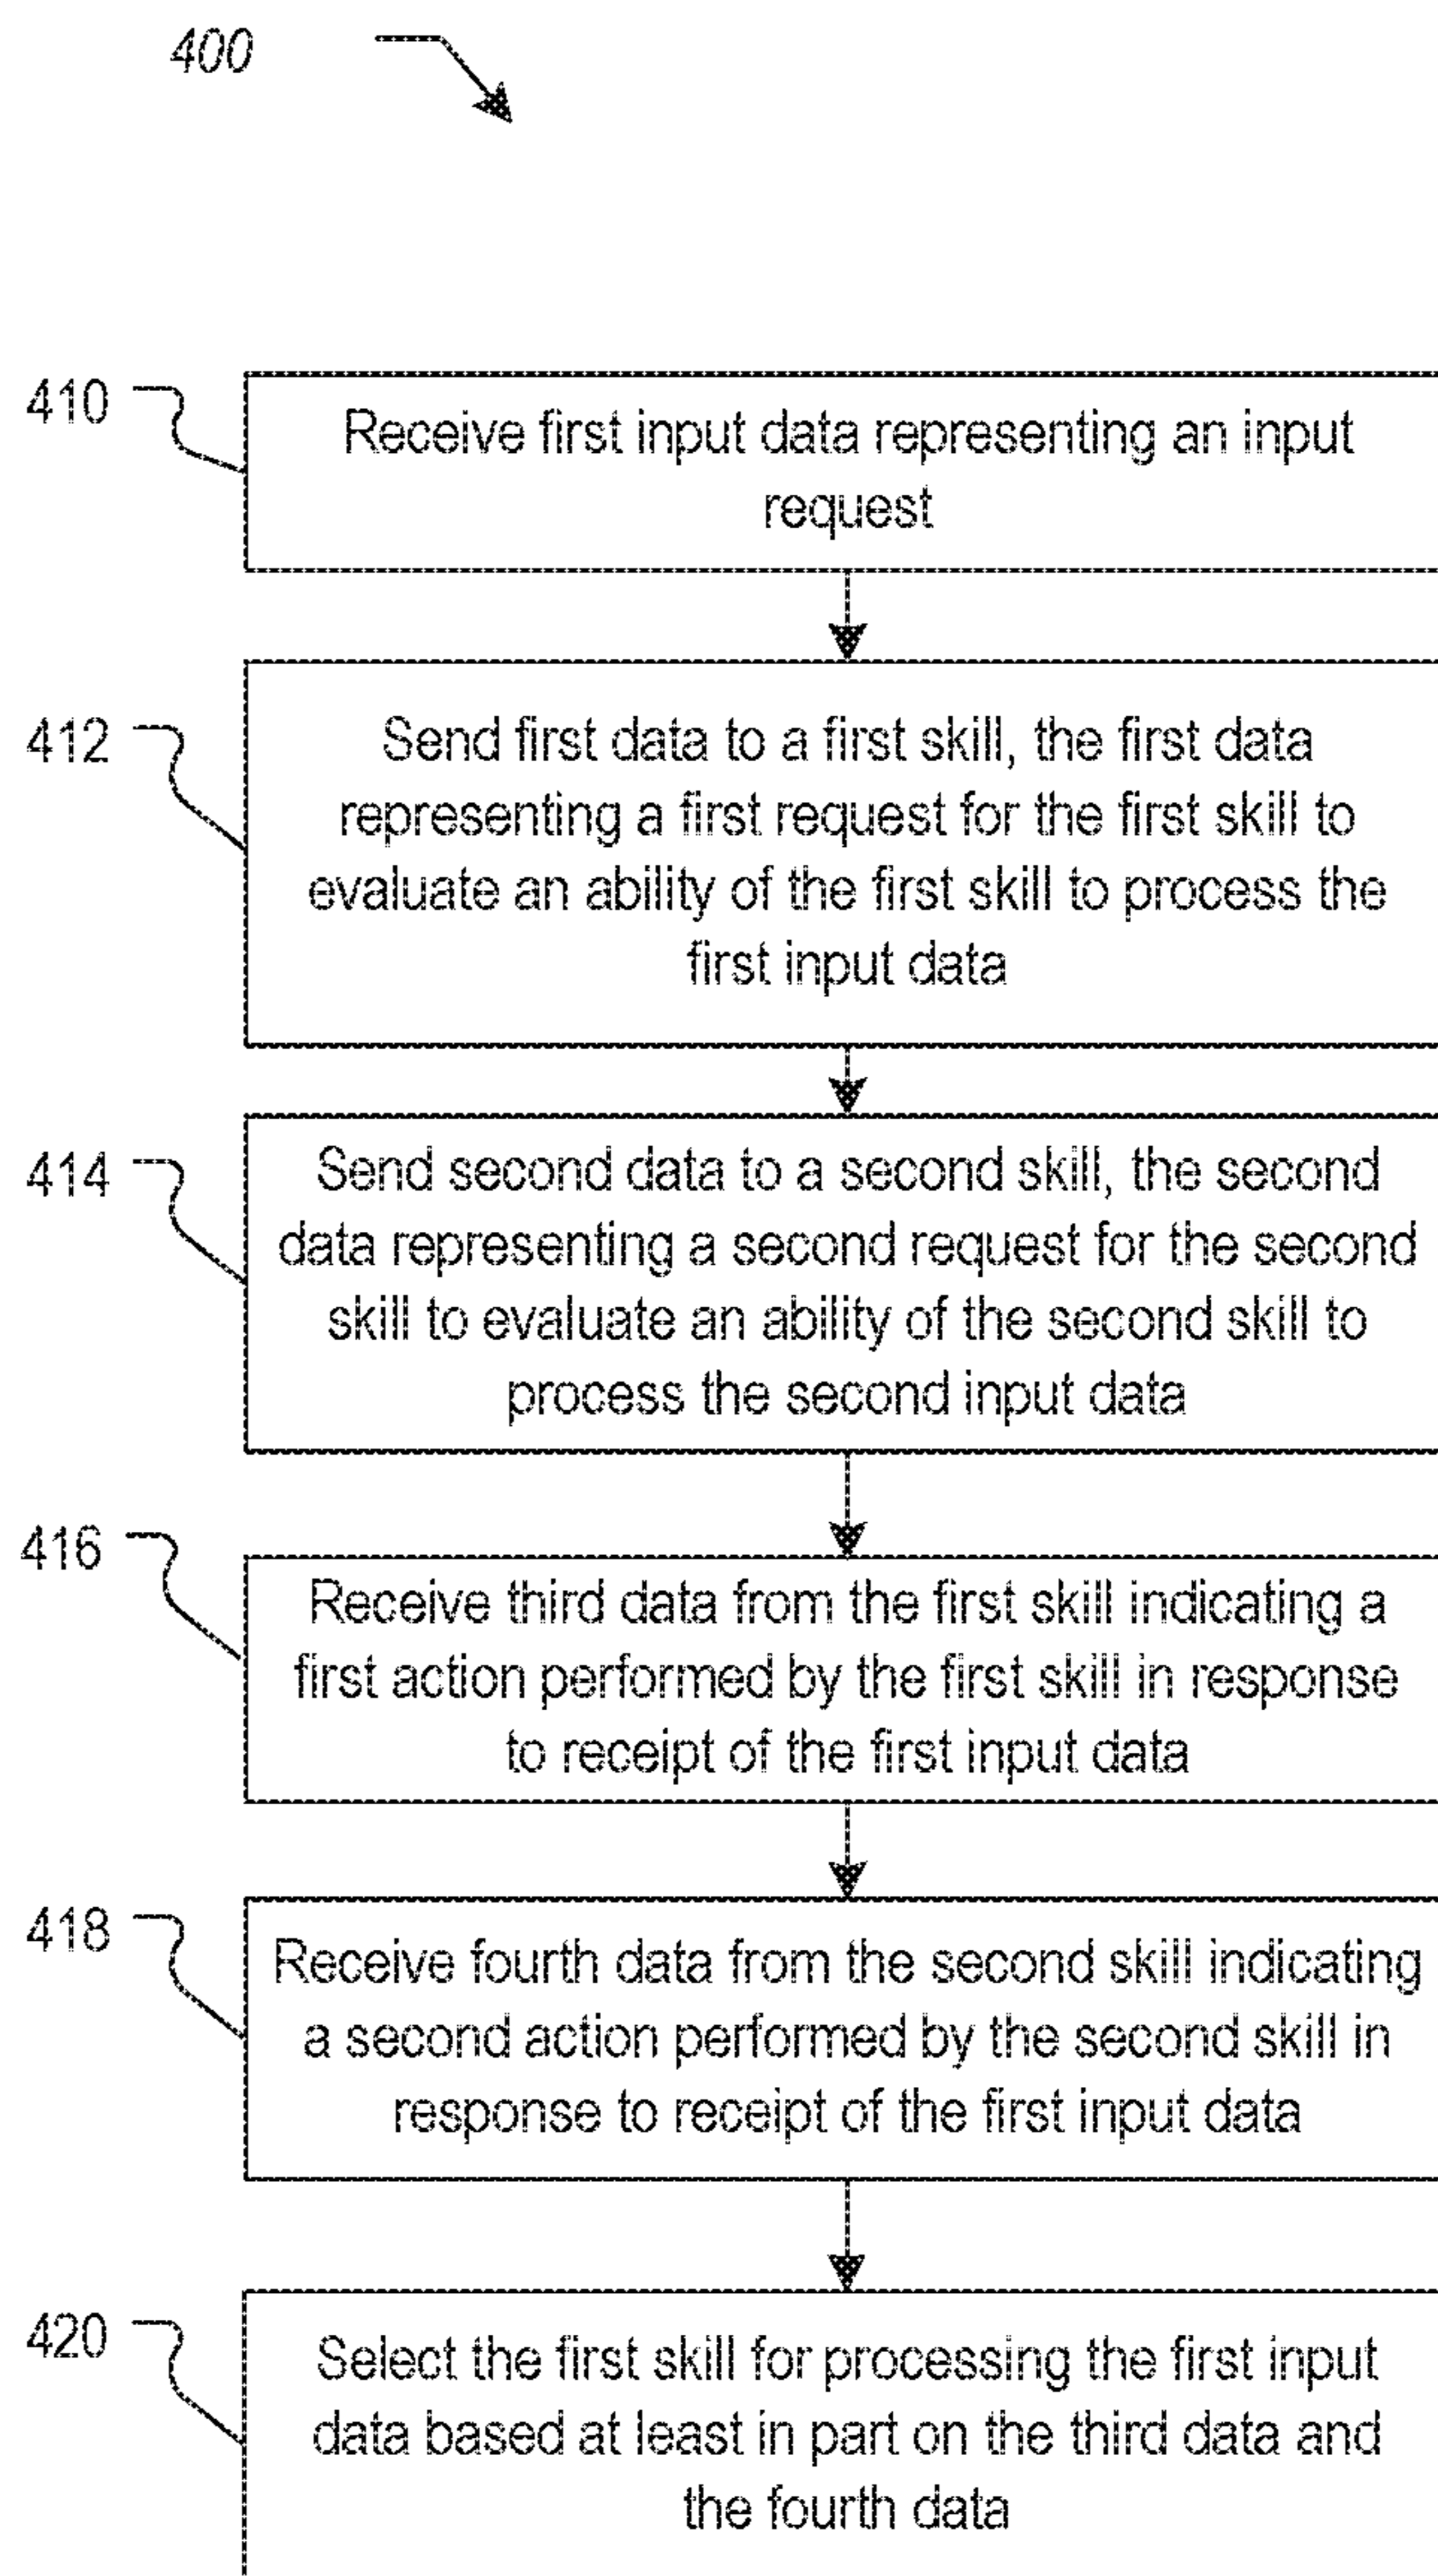 400
410
Receive first input data representing an input
request
412
Send first data to a first skill, the first data
representing a first request for the first skill to
evaluate an ability of the first skill to process the
first input data
414
Send second data to a second skill, the second
data representing a second request for the second
skill to evaluate an ability of the second skill to
process the second input data
416
Receive third data from the first skill indicating a
first action performed by the first skill in response
to receipt of the first input data
418
Receive fourth data from the second skill indicating
a second action performed by the second skill in
response to receipt of the first input data
420
Select the first skill for processing the first input
data based at least in part on the third data and
the fourth data